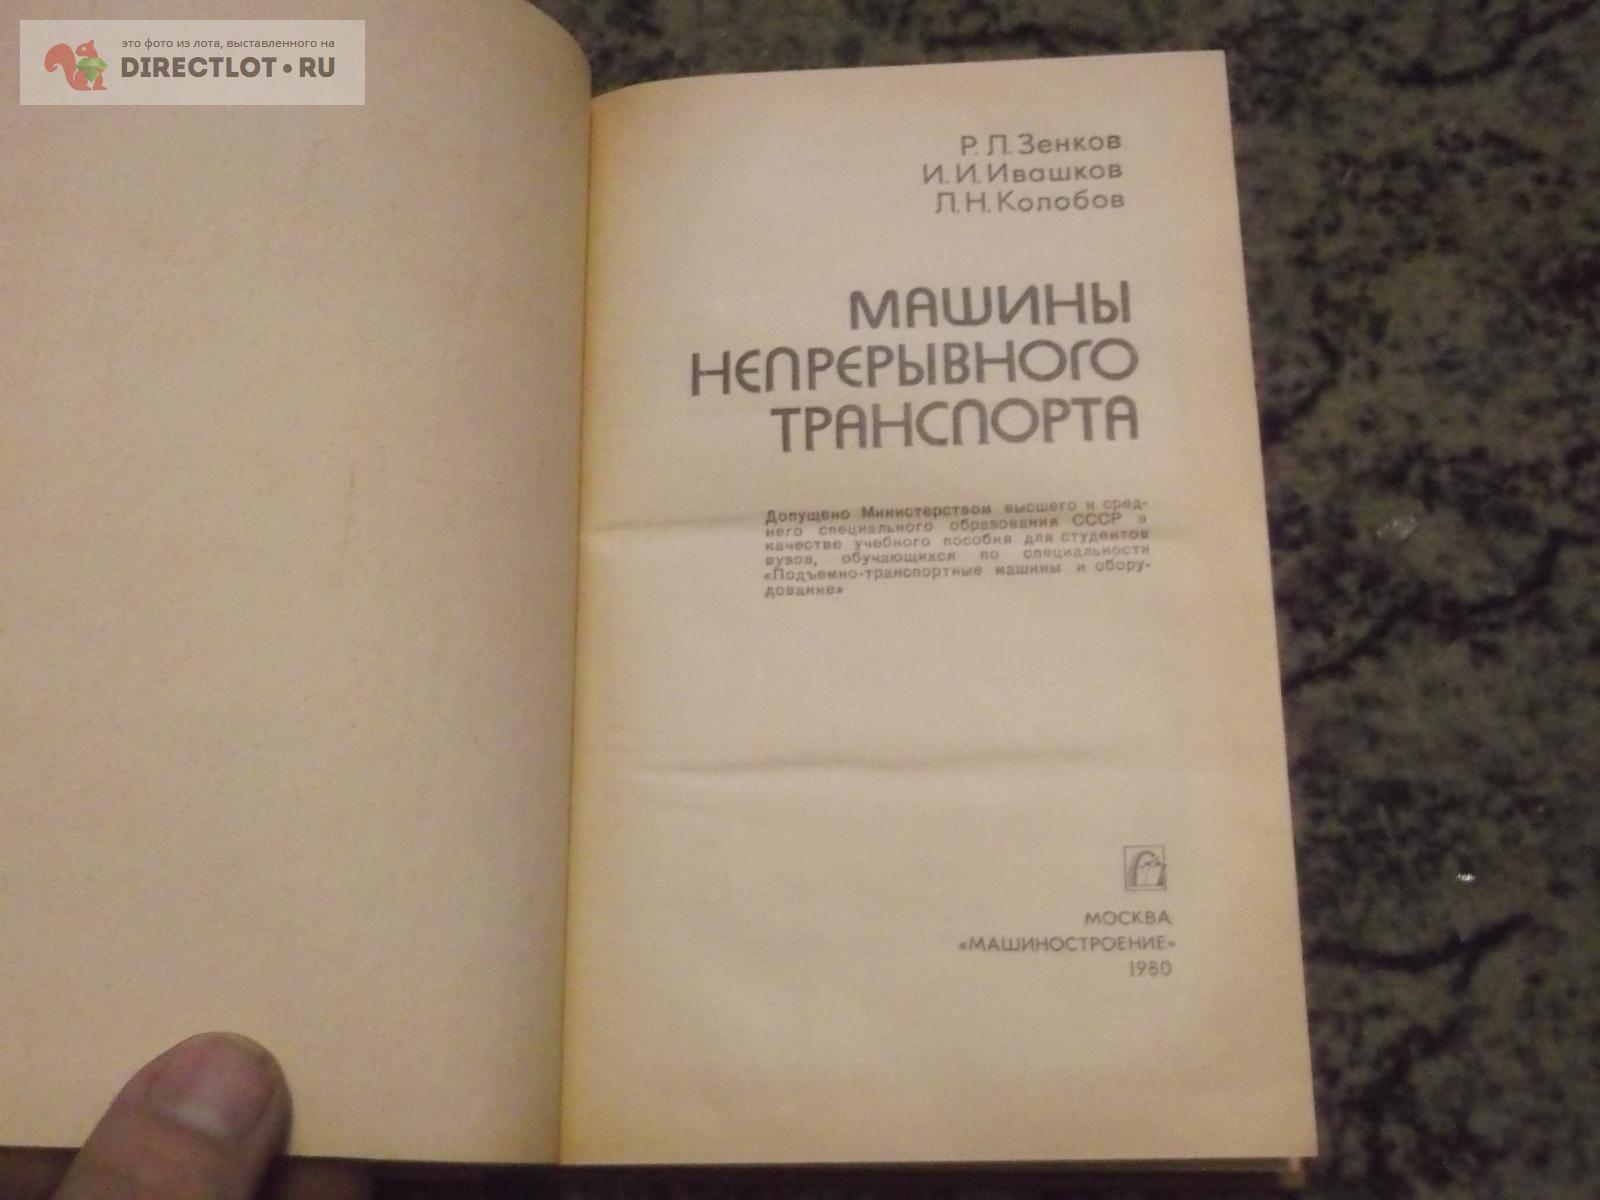 это фото из лота, выставленного на
DIRECTLOT.RU
Р. Л. Зенков
И. И. Ивашков
Л. Н. Колобов
МАШИНЫ
НЕПРЕРЫВНОГО
ТРАНСПОРТА
Допущено Министерством высшего и сред-
него специального образования СССР в
качестве учебного пособия для студентов
вузов, обучающихся по специальности
«Подъемно-транспортные машины и обору-
дование»
МОСКВА
«МАШИНОСТРОЕНИЕ»
1980